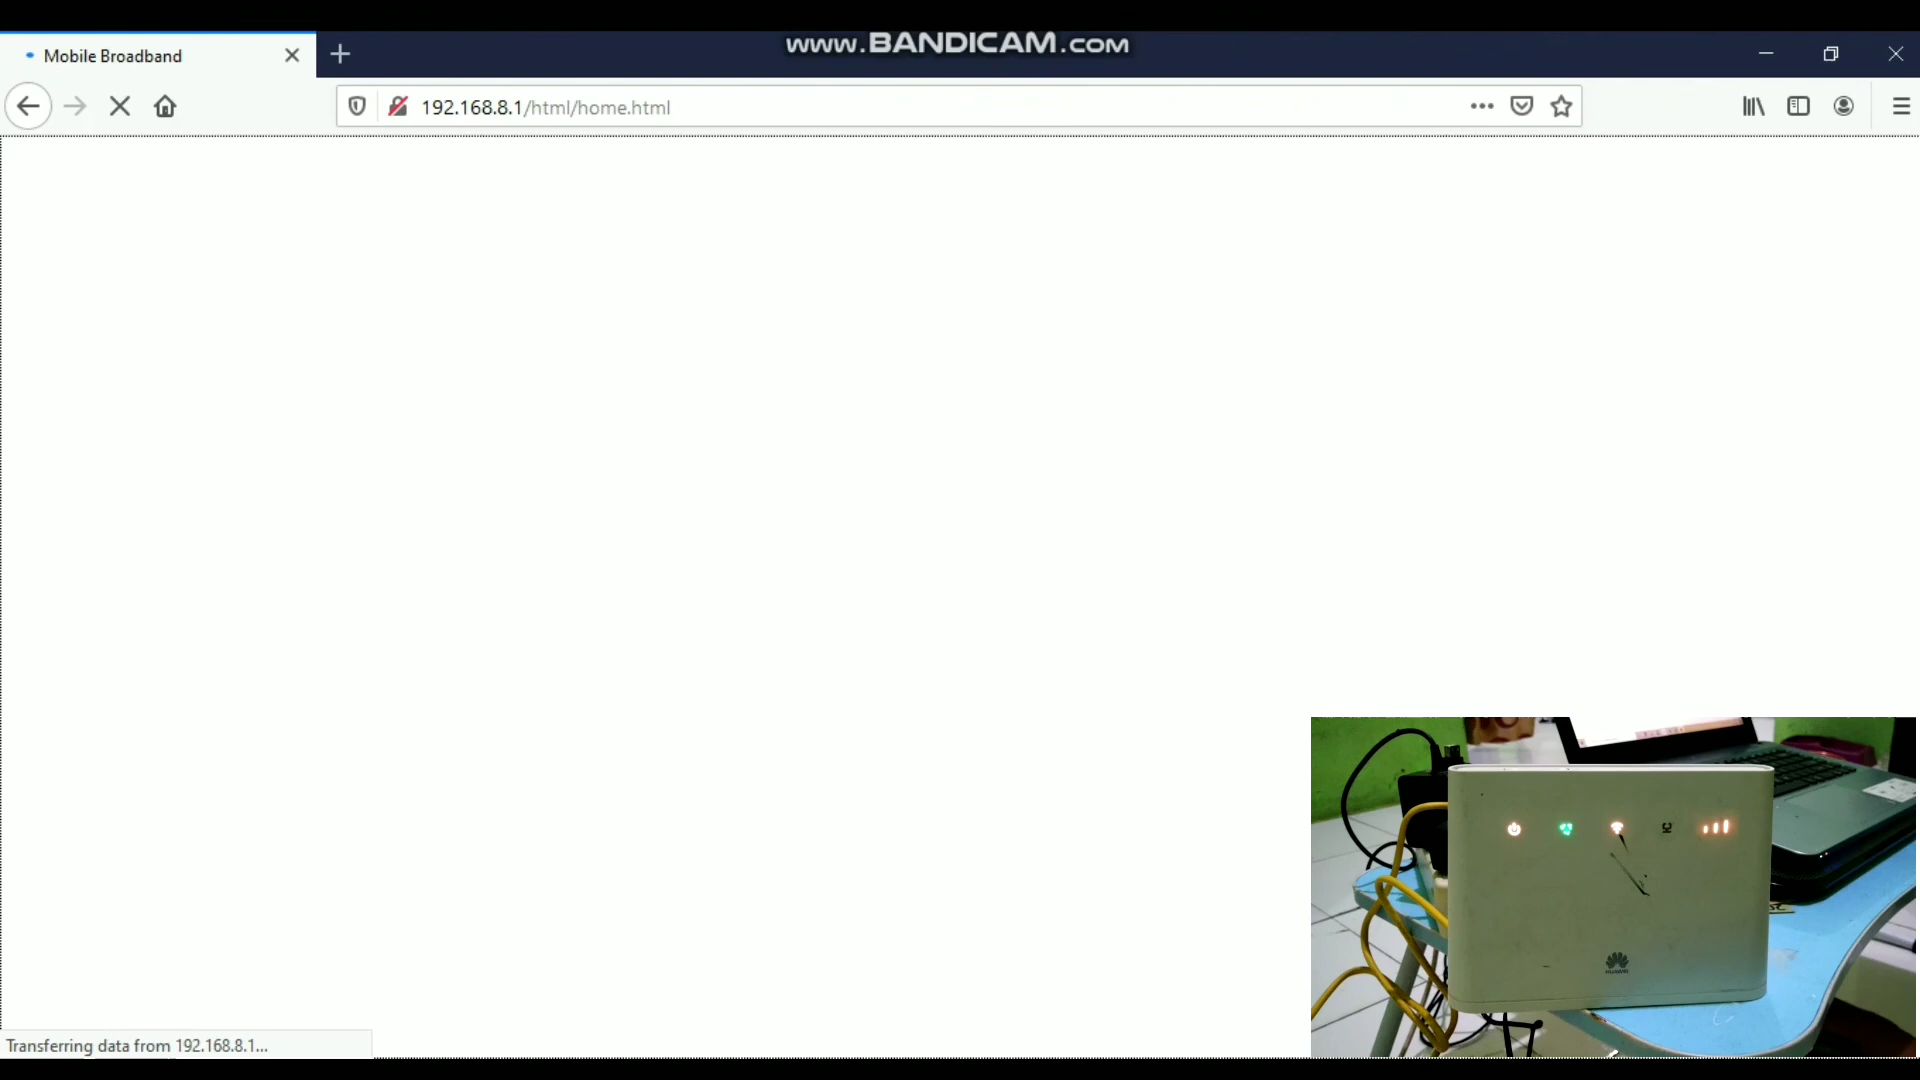 www.BANDICAM.com
Mobile Broadband
192.168.8.1/html/home.html
Transferring data from 192.168.8.1...
HUAWEI